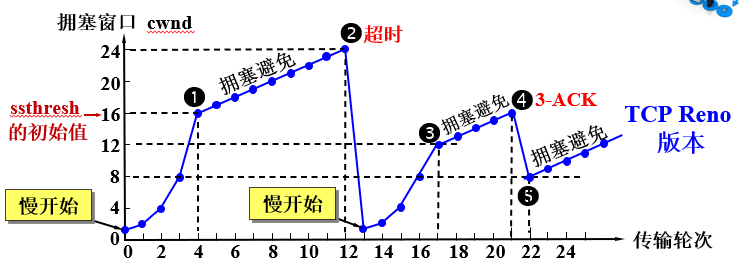 拥塞窗口 cwnd
❷ 超时
24
拥塞避免
20
❶
ssthresh
的初始值
16
❸
拥塞避免
❹ 3-ACK
TCP Reno
版本
12
拥塞避免
8
❺
慢开始
慢开始
4
0
0 2 4 6 8 10 12 14 16 18 20 22 24
传输轮次